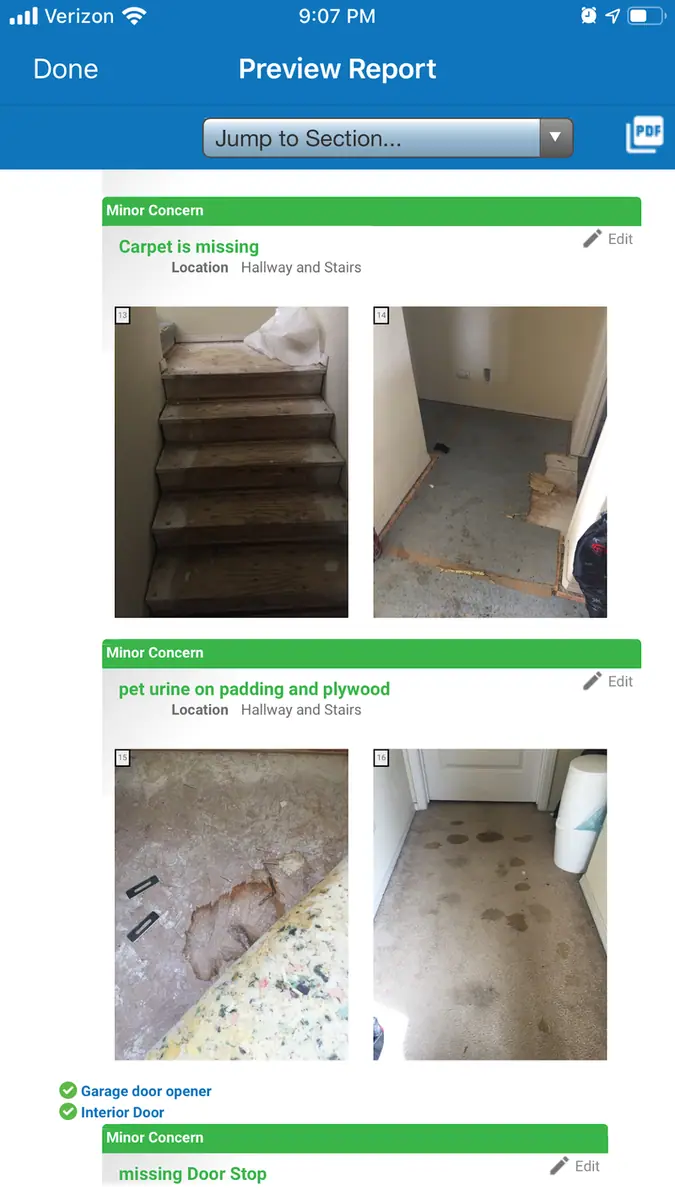 Verizon 9:07 PM
Done Preview Report
Jump to Section...
PDF
Minor Concern
Carpet is missing
Edit
Location Hallway and Stairs
13
14
Minor Concern
pet urine on padding and plywood
Edit
Location Hallway and Stairs
15
16
Garage door opener
Interior Door
Minor Concern
missing Door Stop
Edit